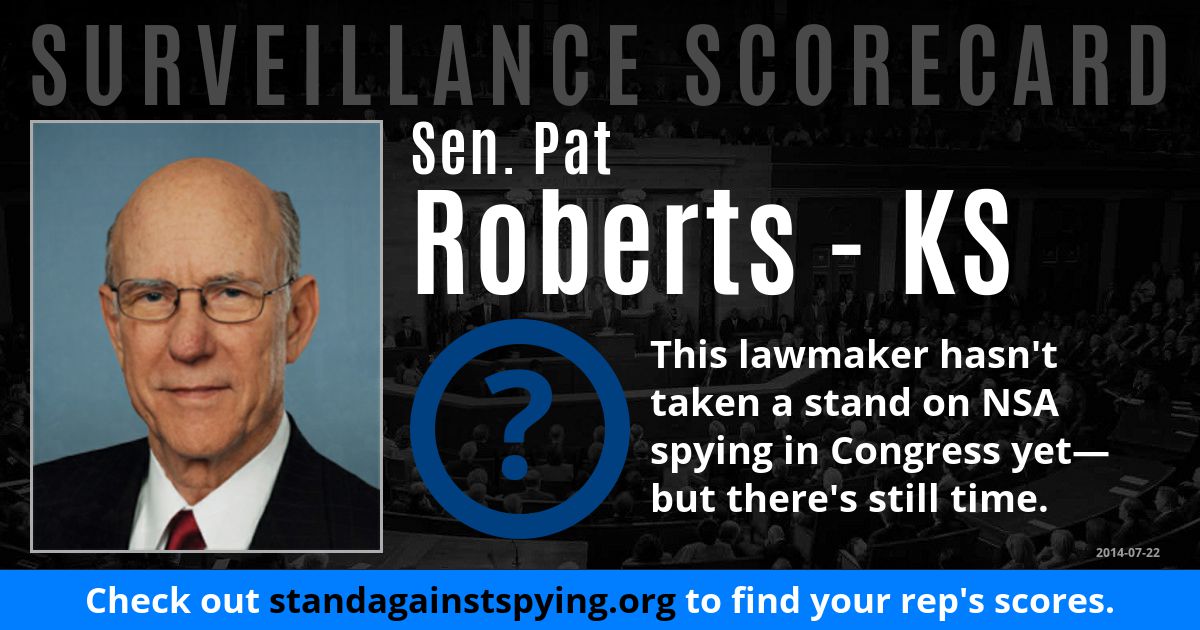 SURVEILLANCE SCORECARD
Sen. Pat
Roberts - KS
?
This lawmaker hasn't
taken a stand on NSA
spying in Congress yet—
but there's still time.
2014-07-22
Check out standagainstspying.org to find your rep's scores.